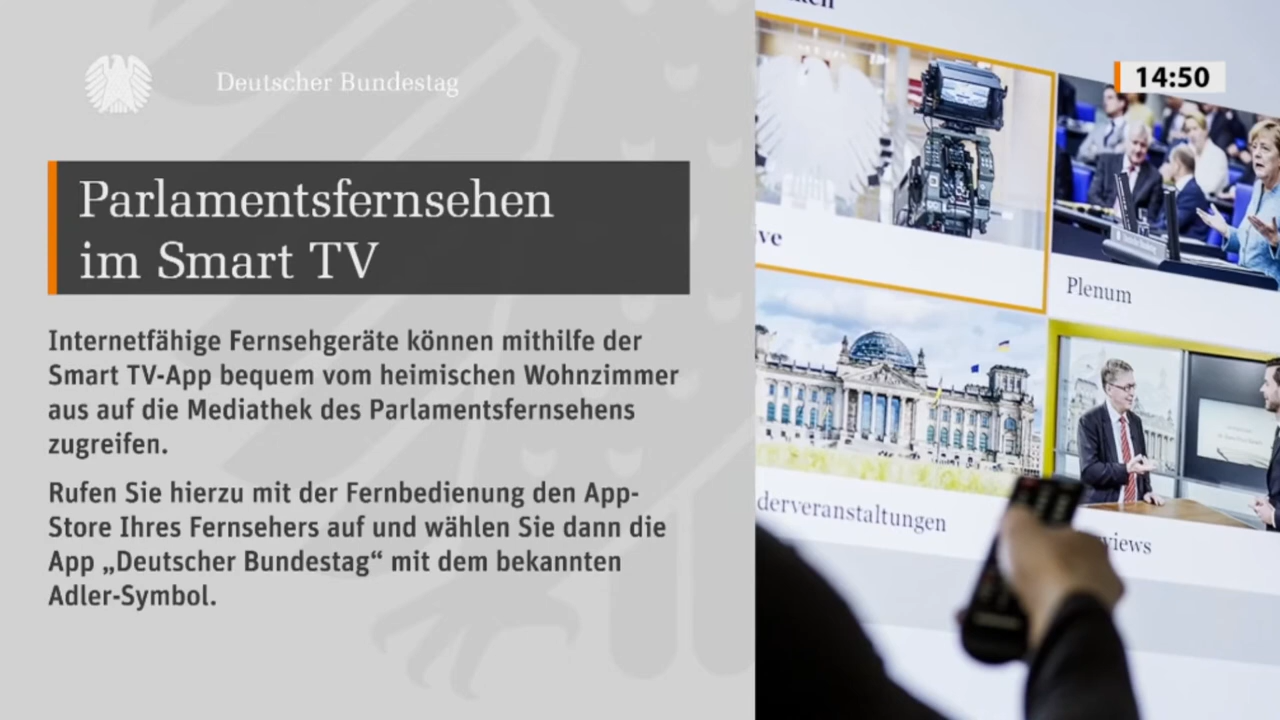 Deutscher Bundestag
14:50
Parlamentsfernsehen
im Smart TV
Internetfähige Fernsehgeräte können mithilfe der
Smart TV-App bequem vom heimischen Wohnzimmer
aus auf die Mediathek des Parlamentsfernsehens
zugreifen.
Rufen Sie hierzu mit der Fernbedienung den App-
Store Ihres Fernsehers auf und wählen Sie dann die
App „Deutscher Bundestag“ mit dem bekannten
Adler-Symbol.
ve
Plenum
derveranstaltungen
views